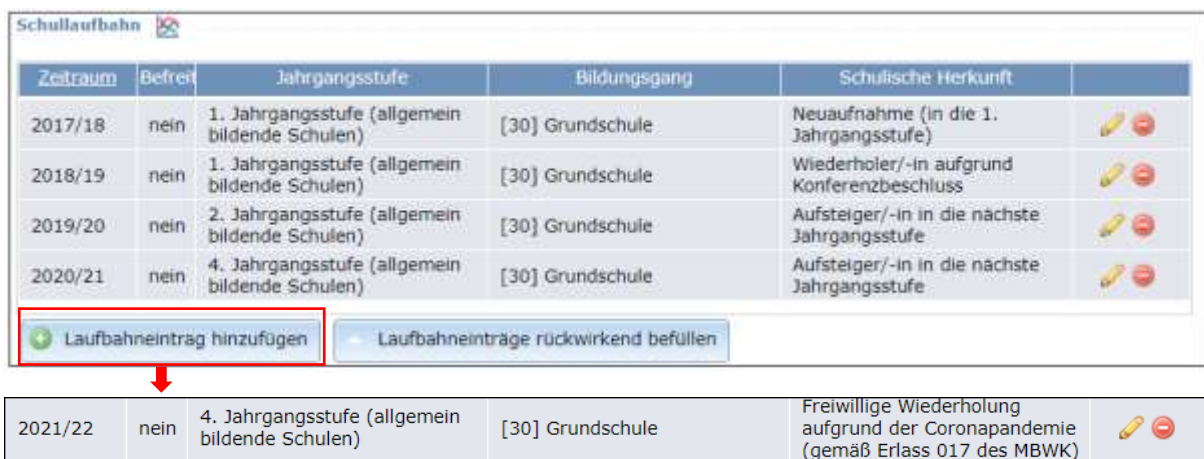 Schullaufbahn
Zeitraum Befreit Jahrgangsstufe Bildungsgang Schulische Herkunft
2017/18 nein 1. Jahrgangsstufe (allgemein bildende Schulen) [30] Grundschule Neuaufnahme (in die 1. Jahrgangsstufe)
2018/19 nein 1. Jahrgangsstufe (allgemein bildende Schulen) [30] Grundschule Wiederholer/-in aufgrund Konferenzbeschluss
2019/20 nein 2. Jahrgangsstufe (allgemein bildende Schulen) [30] Grundschule Aufsteiger/-in in die nächste Jahrgangsstufe
2020/21 nein 4. Jahrgangsstufe (allgemein bildende Schulen) [30] Grundschule Aufsteiger/-in in die nächste Jahrgangsstufe
Laufbahneintrag hinzufügen Laufbahneinträge rückwirkend befüllen
2021/22 nein 4. Jahrgangsstufe (allgemein bildende Schulen) [30] Grundschule Freiwillige Wiederholung aufgrund der Coronapandemie (gemäß Erlass 017 des MBWK)